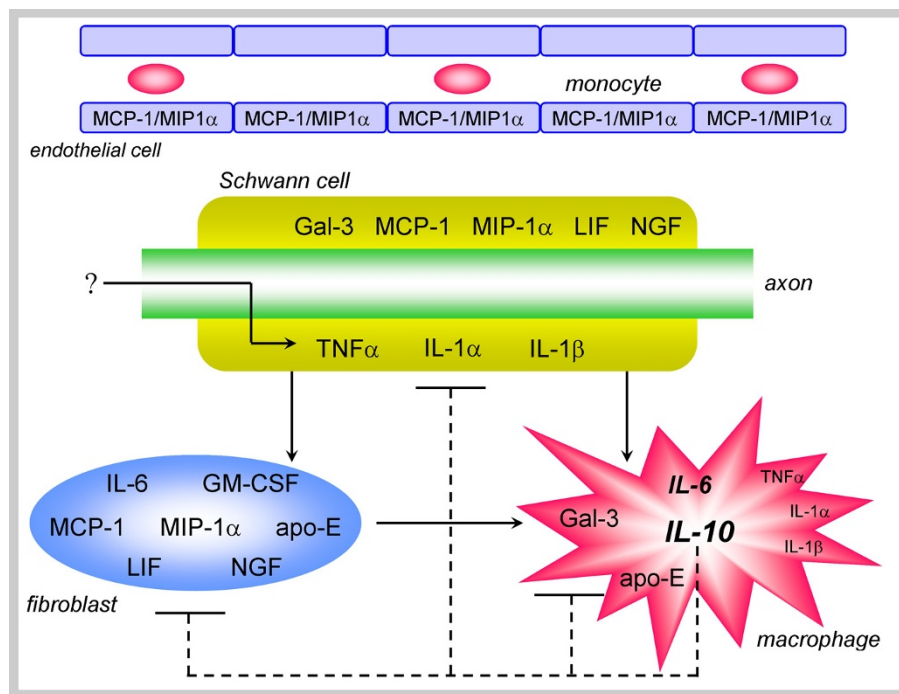 monocyte
MCP-1/MIP1α MCP-1/MIP1α MCP-1/MIP1α MCP-1/MIP1α MCP-1/MIP1α
endothelial cell
Schwann cell
Gal-3 MCP-1 MIP-1α LIF NGF
?
axon
TNFα IL-1α IL-1β
IL-6 GM-CSF
MCP-1 MIP-1α apo-E
LIF NGF
fibroblast
IL-6 TNFα
Gal-3 IL-10 IL-1α
IL-1β
apo-E
macrophage